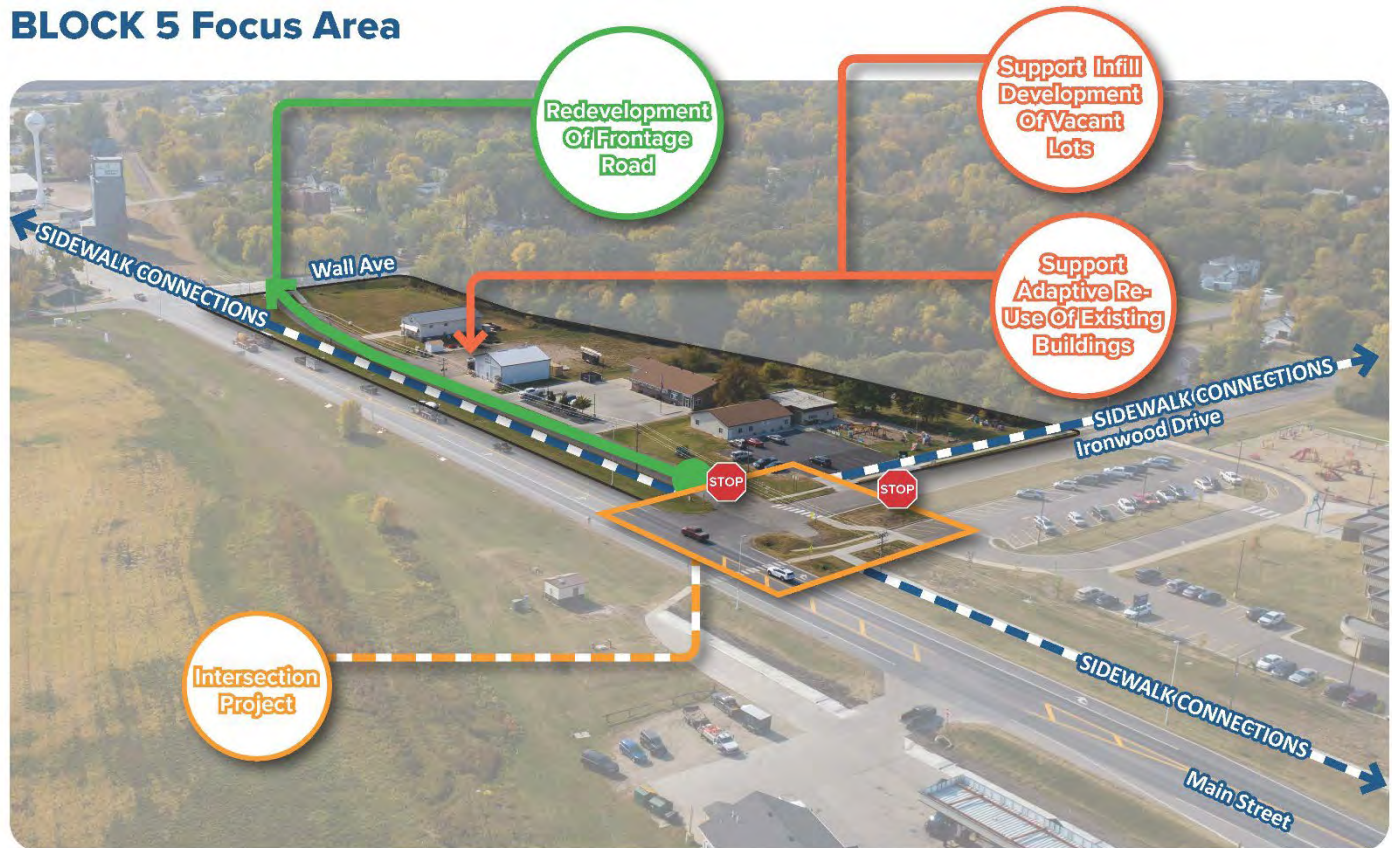 BLOCK 5 Focus Area
Redevelopment
Of Frontage
Road
Support Infill
Development
Of Vacant
Lots
Support
Adaptive Re-
Use Of Existing
Buildings
SIDEWALK CONNECTIONS
Wall Ave
SIDEWALK CONNECTIONS
Ironwood Drive
STOP
STOP
Intersection
Project
SIDEWALK CONNECTIONS
Main Street